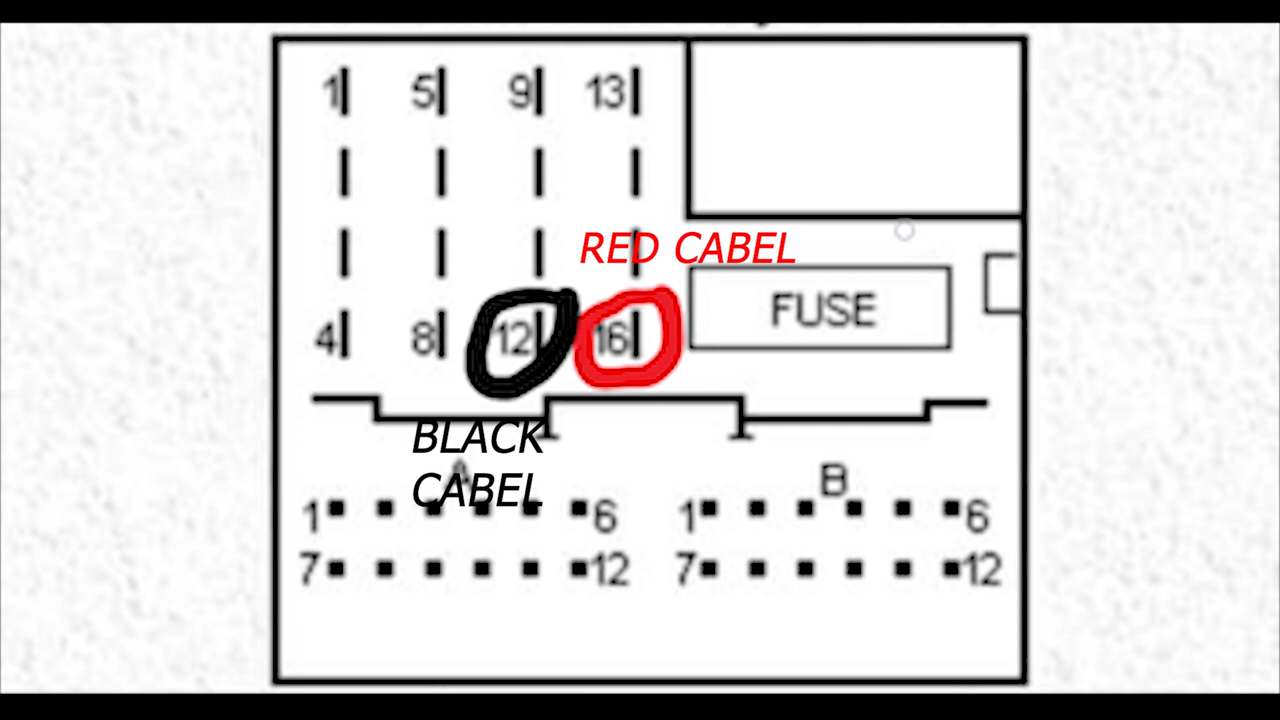 1 5 9 13
RED CABEL
FUSE
4 8 12 16
BLACK
CABEL
A B
1 6 1 6
7 12 7 12